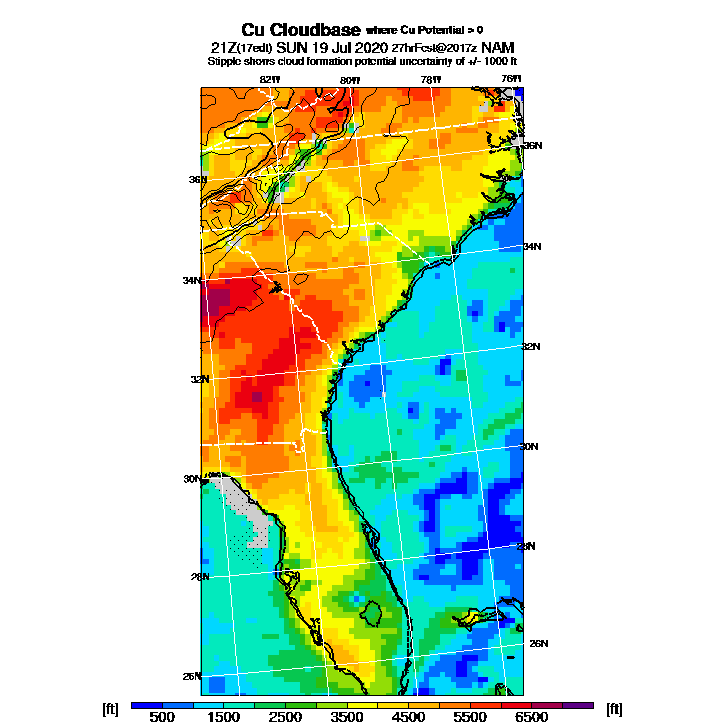 Cu Cloudbase where Cu Potential > 0
21Z(17edt) SUN 19 Jul 2020 27hrFcst@2017z NAM
Stipple shows cloud formation potential uncertainty of +/- 1000 ft
82W 80W 78W 76W
36N
36N
34N
34N
32N
32N
30N
30N
28N
28N
26N
26N
[ft] 500 1500 2500 3500 4500 5500 6500 [ft]